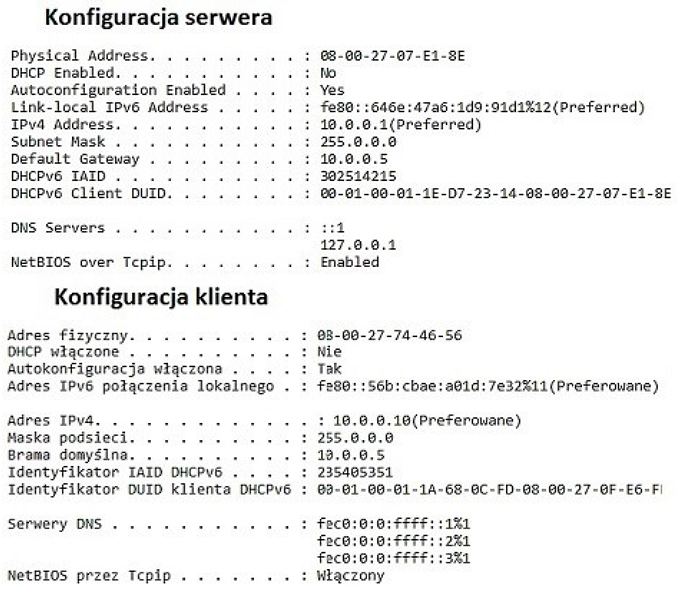 Konfiguracja serwera
Physical Address. . . . . . . . . : 08-00-27-07-E1-8E
DHCP Enabled. . . . . . . . . . . : No
Autoconfiguration Enabled . . . . : Yes
Link-local IPv6 Address . . . . . : fe80::646e:47a6:1d9:91d1%12(Preferred)
IPv4 Address. . . . . . . . . . . : 10.0.0.1(Preferred)
Subnet Mask . . . . . . . . . . . : 255.0.0.0
Default Gateway . . . . . . . . . : 10.0.0.5
DHCPv6 IAID . . . . . . . . . . . : 302514215
DHCPv6 Client DUID. . . . . . . . : 00-01-00-01-1E-D7-23-14-08-00-27-07-E1-8E
DNS Servers . . . . . . . . . . . : ::1
127.0.0.1
NetBIOS over Tcpip. . . . . . . . : Enabled
Konfiguracja klienta
Adres fizyczny. . . . . . . . . . : 08-00-27-74-46-56
DHCP włączone . . . . . . . . . . : Nie
Autokonfiguracja włączona . . . . : Tak
Adres IPv6 połączenia lokalnego . : fe80::56b:cbae:a01d:7e32%11(Preferowane)
Adres IPv4. . . . . . . . . . . . . : 10.0.0.10(Preferowane)
Maska podsieci. . . . . . . . . . : 255.0.0.0
Brama domyślna. . . . . . . . . . : 10.0.0.5
Identyfikator IAID DHCPv6 . . . . : 235405351
Identyfikator DUID klienta DHCPv6 : 00-01-00-01-1A-68-0C-FD-08-00-27-0F-E6-F
Serwery DNS . . . . . . . . . . . : fec0:0:0:ffff::1%1
fec0:0:0:ffff::2%1
fec0:0:0:ffff::3%1
NetBIOS przez Tcpip . . . . . . . : Włączony